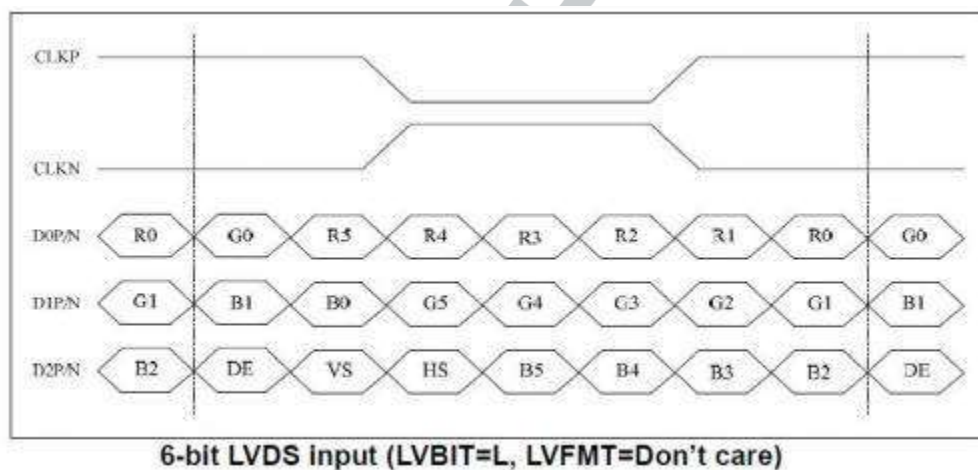 CLKP
CLKN
D0P/N R0 G0 R5 R4 R3 R2 R1 R0 G0
D1P/N G1 B1 B0 G5 G4 G3 G2 G1 B1
D2P/N B2 DE VS HS B5 B4 B3 B2 DE
6-bit LVDS input (LVBIT=L, LVFMT=Don't care)